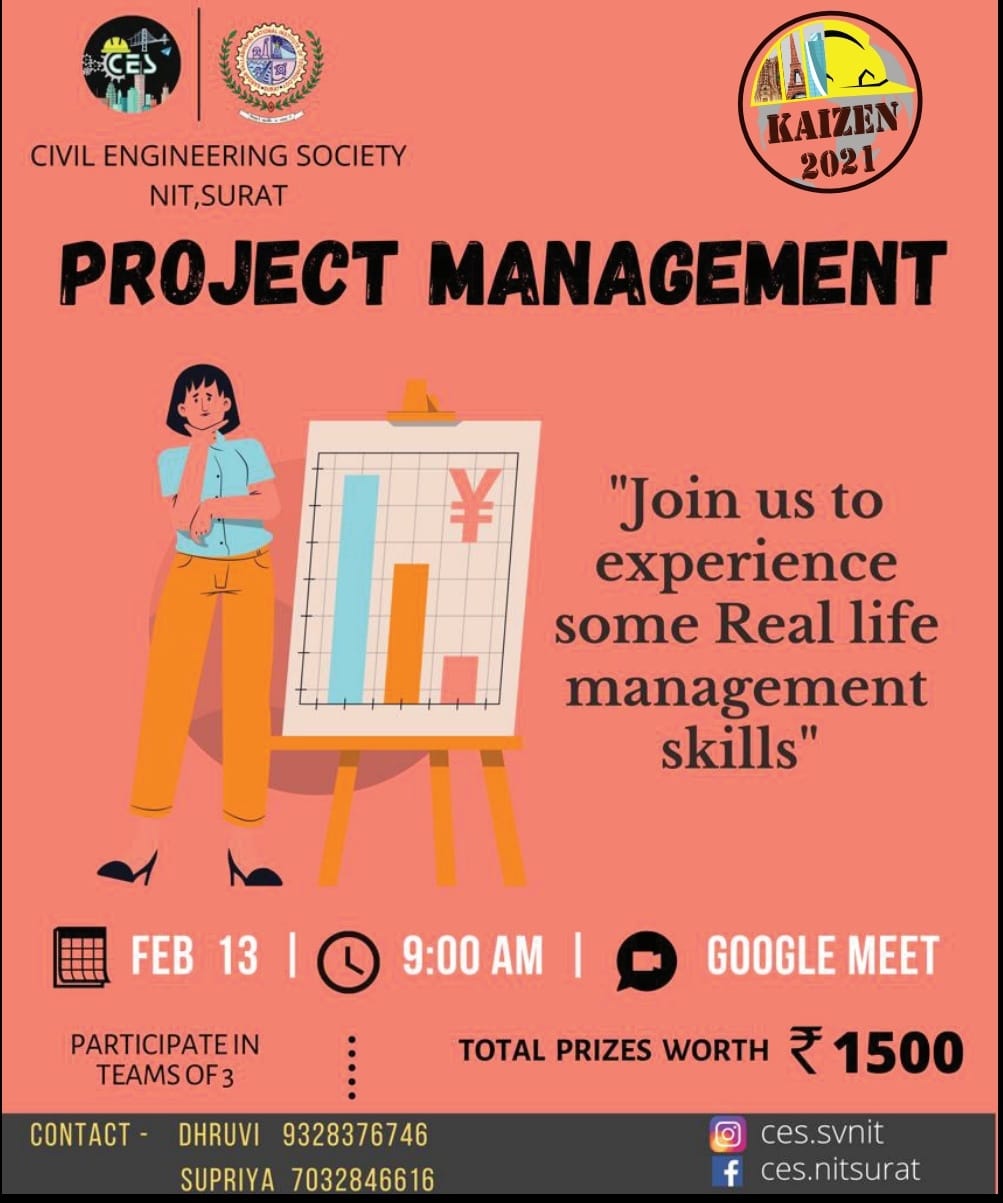 CES
CIVIL ENGINEERING SOCIETY
NIT,SURAT
KAIZEN
2021
PROJECT MANAGEMENT
¥
"Join us to
experience
some Real life
management
skills"
FEB 13 | 9:00 AM | GOOGLE MEET
PARTICIPATE IN
TEAMS OF 3
TOTAL PRIZES WORTH ₹ 1500
CONTACT - DHRUVI 9328376746
SUPRIYA 7032846616
ces.svnit
ces.nitsurat